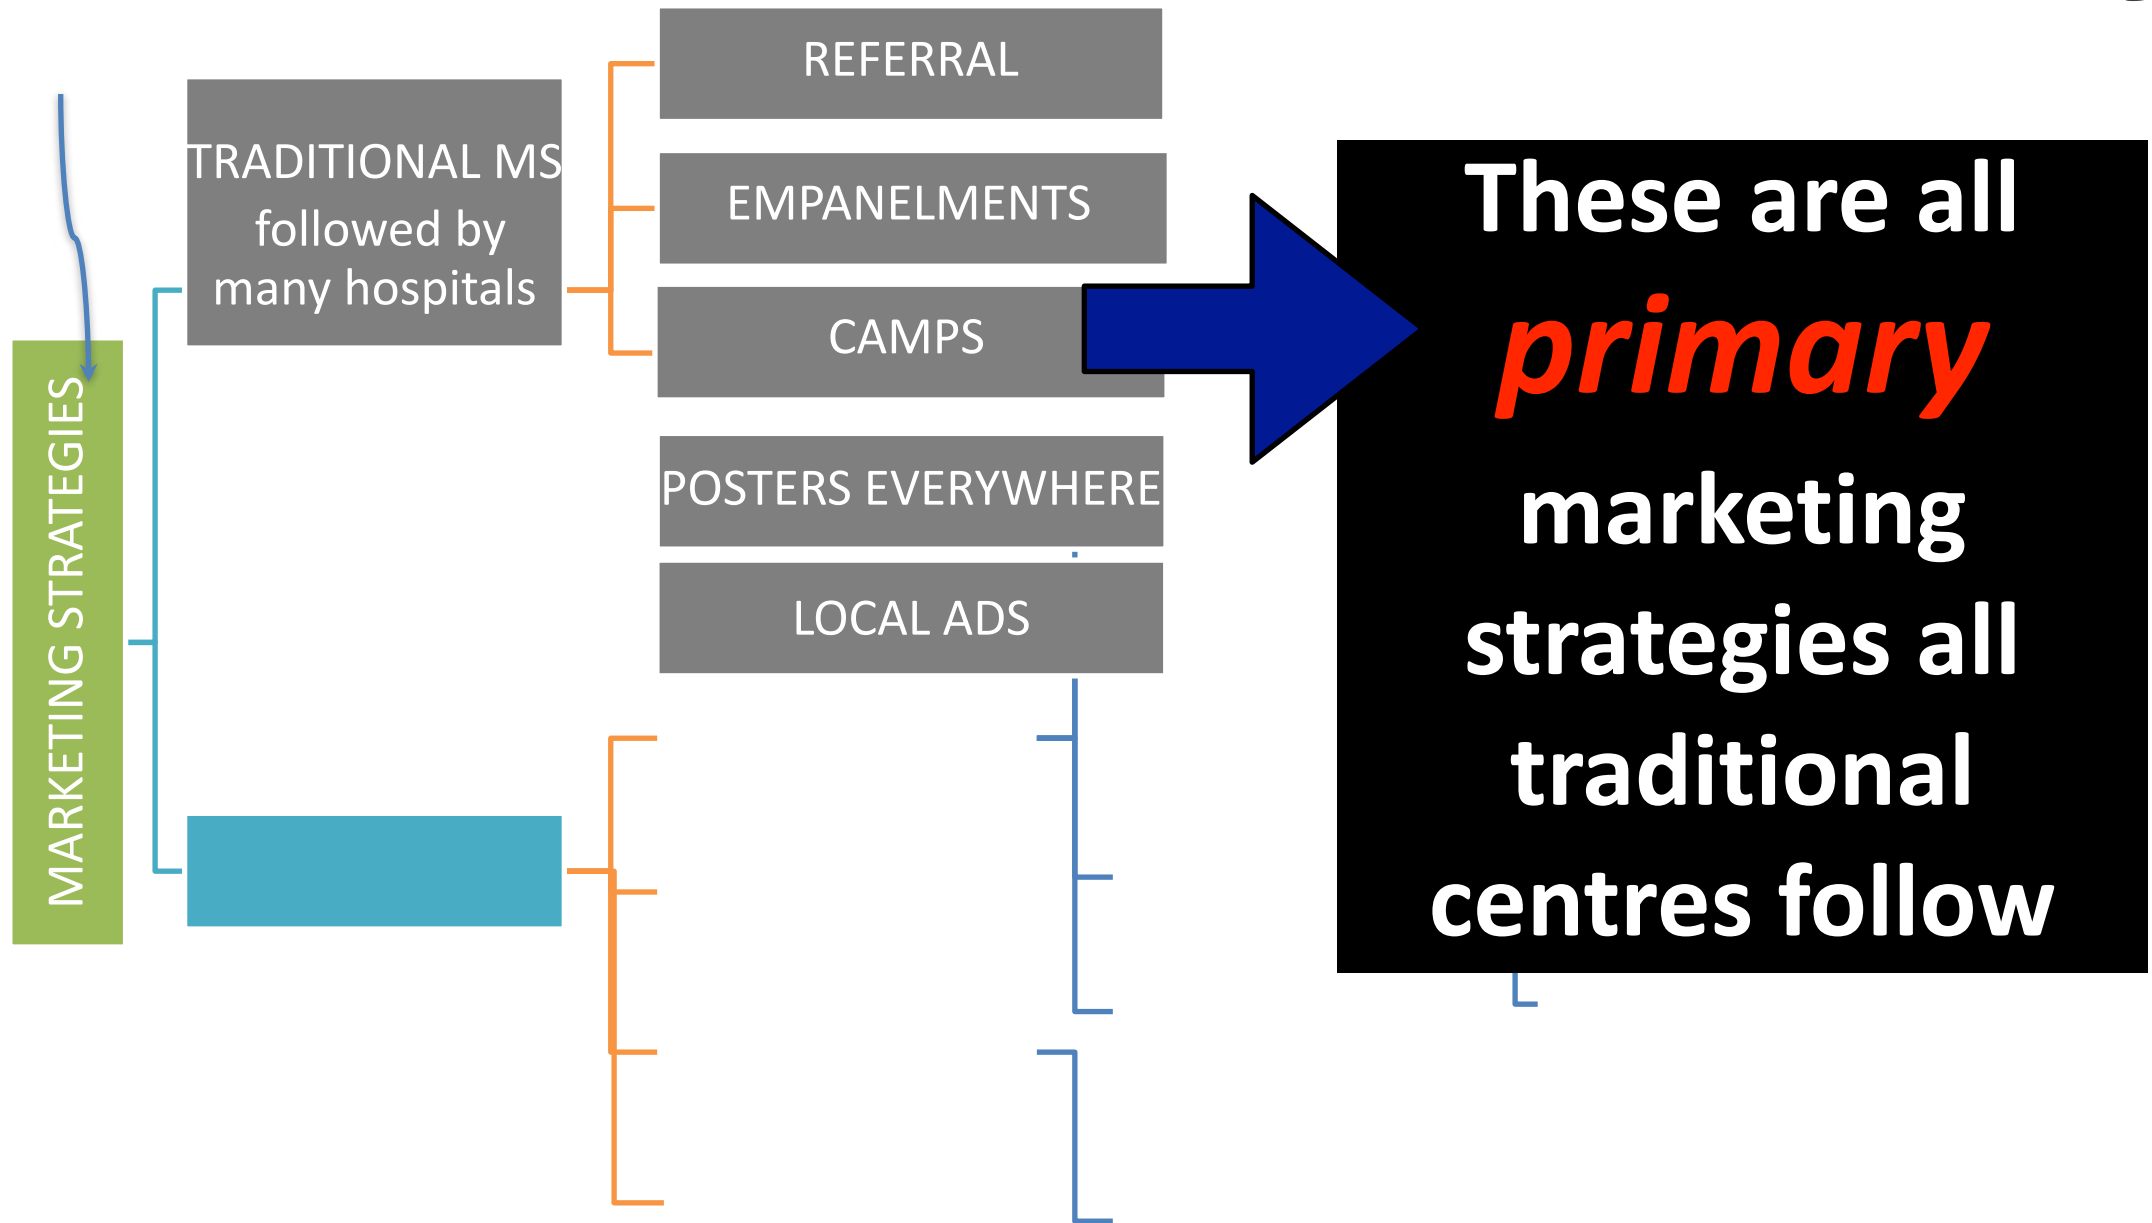 MARKETING STRATEGIES
TRADITIONAL MS
followed by
many hospitals
REFERRAL
EMPANELMENTS
CAMPS
POSTERS EVERYWHERE
LOCAL ADS
These are all
primary
marketing
strategies all
traditional
centres follow